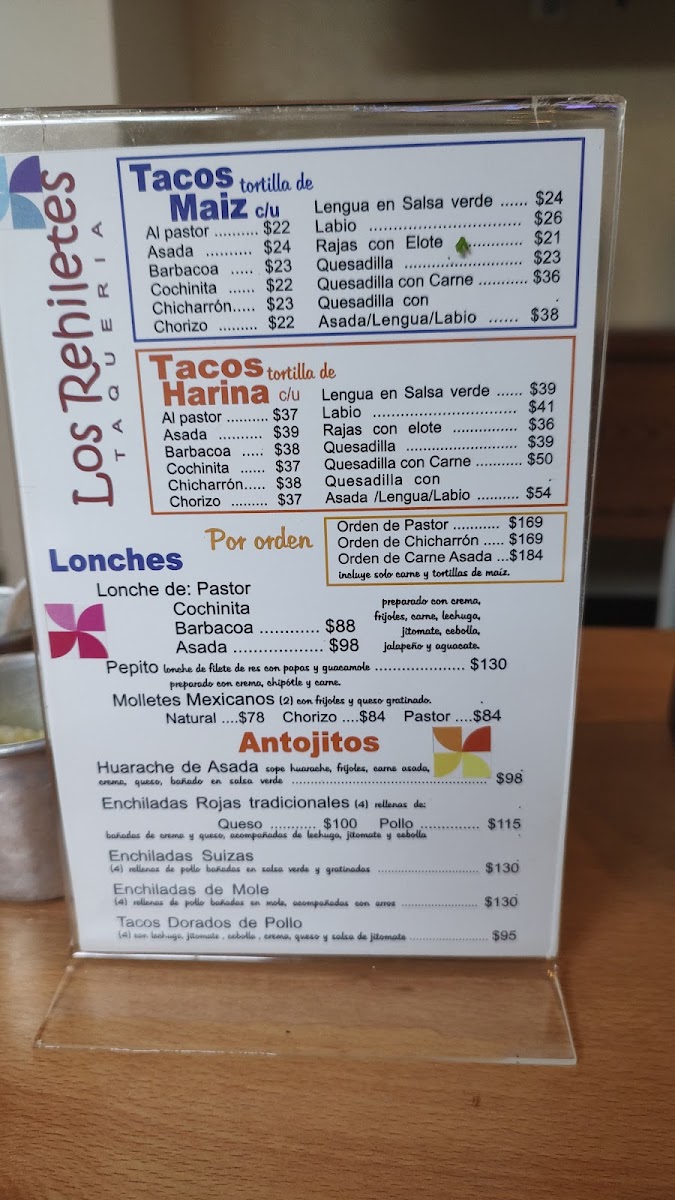 Los Rehiletes
TAQUERIA
Tacos tortilla de
Maiz c/u
Al pastor .......... $22
Asada .......... $24
Barbacoa ..... $23
Cochinita ...... $22
Chicharrón..... $23
Chorizo ......... $22
Lengua en Salsa verde ...... $24
Labio ................................ $26
Rajas con Elote ............ $21
Quesadilla ......................... $23
Quesadilla con Carne ........... $36
Quesadilla con
Asada/Lengua/Labio ...... $38
Tacos tortilla de
Harina c/u
Al pastor .......... $37
Asada .......... $39
Barbacoa ..... $38
Cochinita ...... $37
Chicharrón..... $38
Chorizo ......... $37
Lengua en Salsa verde ...... $39
Labio ................................ $41
Rajas con elote .............. $36
Quesadilla ........................ $39
Quesadilla con Carne ........... $50
Quesadilla con
Asada /Lengua/Labio .......... $54
Por orden
Orden de Pastor ........... $169
Orden de Chicharrón ..... $169
Orden de Carne Asada ...$184
incluye solo carne y tortillas de maíz.
Lonches
Lonche de: Pastor
Cochinita
Barbacoa ............ $88
Asada .................. $98
preparado con crema,
frijoles, carne, lechuga,
jitomate, cebolla,
jalapeño y aguacate.
Pepito lonche de filete de res con papas y guacamole .................... $130
preparado con crema, chipótle y carne.
Molletes Mexicanos (2) con frijoles y queso gratinado.
Natural ....$78 Chorizo ....$84 Pastor ....$84
Antojitos
Huarache de Asada sope huarache, frijoles, carne asada,
crema, queso, bañado en salsa verde .................... $98
Enchiladas Rojas tradicionales (4) rellenas de:
Queso ........... $100 Pollo .............. $115
bañadas de crema y queso, acompañadas de lechuga, jitomate y cebolla
Enchiladas Suizas
(4) rellenas de pollo bañadas en salsa verde y gratinadas .................... $130
Enchiladas de Mole
(4) rellenas de pollo bañadas en mole, acompañadas con arroz .................... $130
Tacos Dorados de Pollo
(4) con lechuga, jitomate , cebolla , crema, queso y salsa de jitomate .................... $95